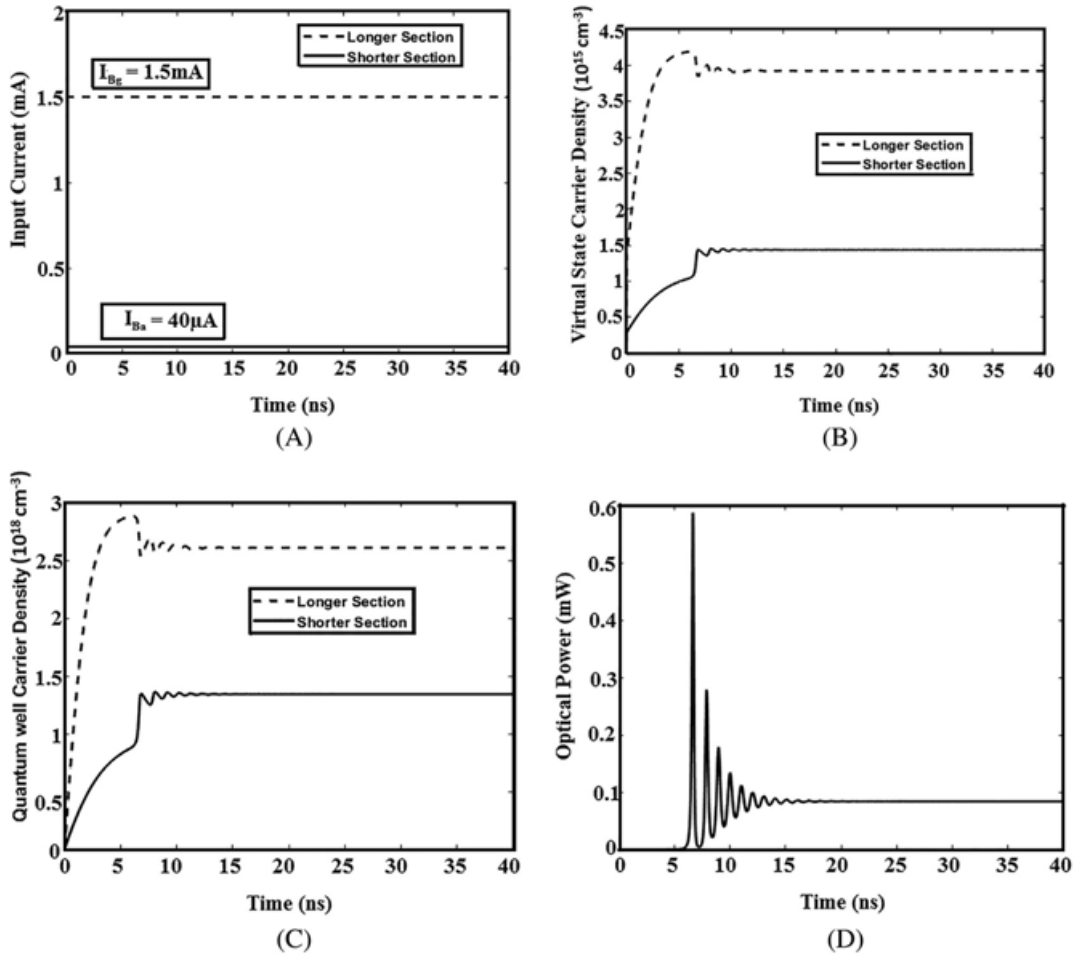 2
1.5
1
0.5
0
0 5 10 15 20 25 30 35 40
Input Current (mA)
Time (ns)
Longer Section
Shorter Section
I_Bg = 1.5mA
I_Ba = 40μA
(A)
4.5
4
3.5
3
2.5
2
1.5
1
0.5
0
0 5 10 15 20 25 30 35 40
Virtual State Carrier Density (10¹⁵ cm⁻³)
Time (ns)
Longer Section
Shorter Section
(B)
3
2.5
2
1.5
1
0.5
0
0 5 10 15 20 25 30 35 40
Quantum well Carrier Density (10¹⁸ cm⁻³)
Time (ns)
Longer Section
Shorter Section
(C)
0.6
0.5
0.4
0.3
0.2
0.1
0
0 5 10 15 20 25 30 35 40
Optical Power (mW)
Time (ns)
(D)